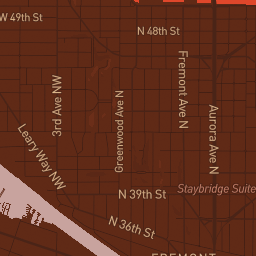 W 49th St
N 48th St
3rd Ave NW
Greenwood Ave N
Fremont Ave N
Aurora Ave N
Leary Way NW
N 39th St
Staybridge Suite
N 36th St
FREMONT